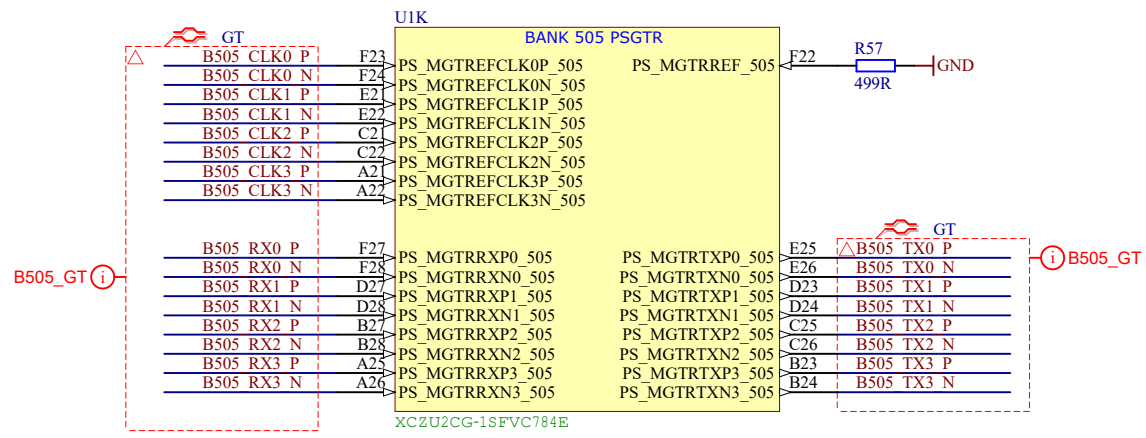 U1K
GT
BANK 505 PSGTR
B505_CLK0_P F23 PS_MGTREFCLK0P_505 PS_MGTRREF_505 F22 R57 499R GND
B505_CLK0_N F24 PS_MGTREFCLK0N_505
B505_CLK1_P E21 PS_MGTREFCLK1P_505
B505_CLK1_N E22 PS_MGTREFCLK1N_505
B505_CLK2_P C21 PS_MGTREFCLK2P_505
B505_CLK2_N C22 PS_MGTREFCLK2N_505
B505_CLK3_P A21 PS_MGTREFCLK3P_505
B505_CLK3_N A22 PS_MGTREFCLK3N_505
GT
B505_RX0_P F27 PS_MGTRRXP0_505 PS_MGTRTXP0_505 E25 B505_TX0_P
B505_RX0_N F28 PS_MGTRRXN0_505 PS_MGTRTXN0_505 E26 B505_TX0_N
B505_GT i B505_RX1_P D27 PS_MGTRRXP1_505 PS_MGTRTXP1_505 D23 B505_TX1_P i B505_GT
B505_RX1_N D28 PS_MGTRRXN1_505 PS_MGTRTXN1_505 D24 B505_TX1_N
B505_RX2_P B27 PS_MGTRRXP2_505 PS_MGTRTXP2_505 C25 B505_TX2_P
B505_RX2_N B28 PS_MGTRRXN2_505 PS_MGTRTXN2_505 C26 B505_TX2_N
B505_RX3_P A25 PS_MGTRRXP3_505 PS_MGTRTXP3_505 B23 B505_TX3_P
B505_RX3_N A26 PS_MGTRRXN3_505 PS_MGTRTXN3_505 B24 B505_TX3_N
XCZU2CG-1SFVC784E